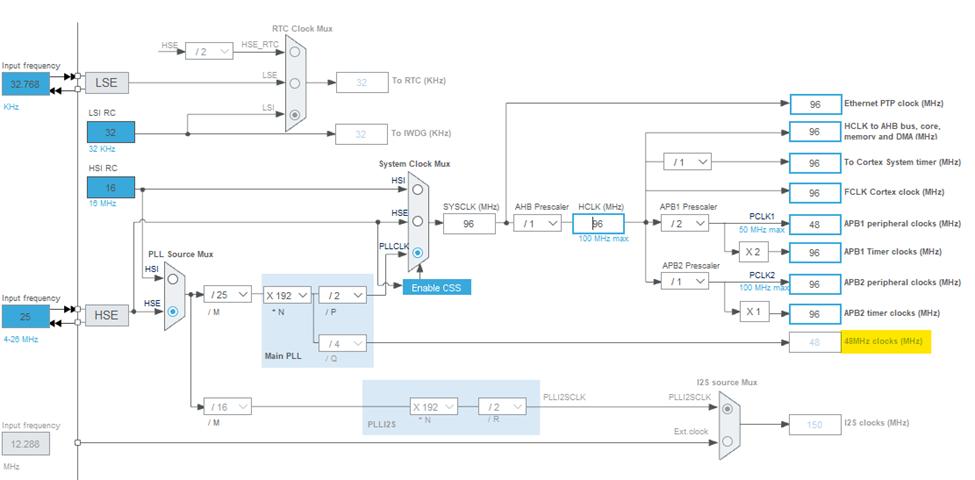 RTC Clock Mux
HSE
/ 2
HSE_RTC
Input frequency
32.768
KHz
LSE
LSE
32
To RTC (KHz)
LSI RC
32
32 KHz
LSI
32
To IWDG (KHz)
HSI RC
16
16 MHz
System Clock Mux
HSI
HSE
PLLCLK
Enable CSS
SYSCLK (MHz)
96
AHB Prescaler
/ 1
HCLK (MHz)
96
100 MHz max
96
Ethernet PTP clock (MHz)
96
HCLK to AHB bus, core,
memory and DMA (MHz)
/ 1
96
To Cortex System timer (MHz)
96
FCLK Cortex clock (MHz)
APB1 Prescaler
/ 2
PCLK1
50 MHz max
48
APB1 peripheral clocks (MHz)
X 2
96
APB1 Timer clocks (MHz)
APB2 Prescaler
/ 1
PCLK2
100 MHz max
96
APB2 peripheral clocks (MHz)
X 1
96
APB2 timer clocks (MHz)
48
48MHz clocks (MHz)
PLL Source Mux
HSI
HSE
Input frequency
25
4-26 MHz
HSE
/ 25
/ M
X 192
* N
/ 2
/ P
/ 4
/ Q
Main PLL
/ 16
/ M
X 192
* N
/ 2
/ R
PLLI2S
PLLI2SCLK
I2S source Mux
PLLI2SCLK
Ext.clock
150
I2S clocks (MHz)
Input frequency
12.288
MHz